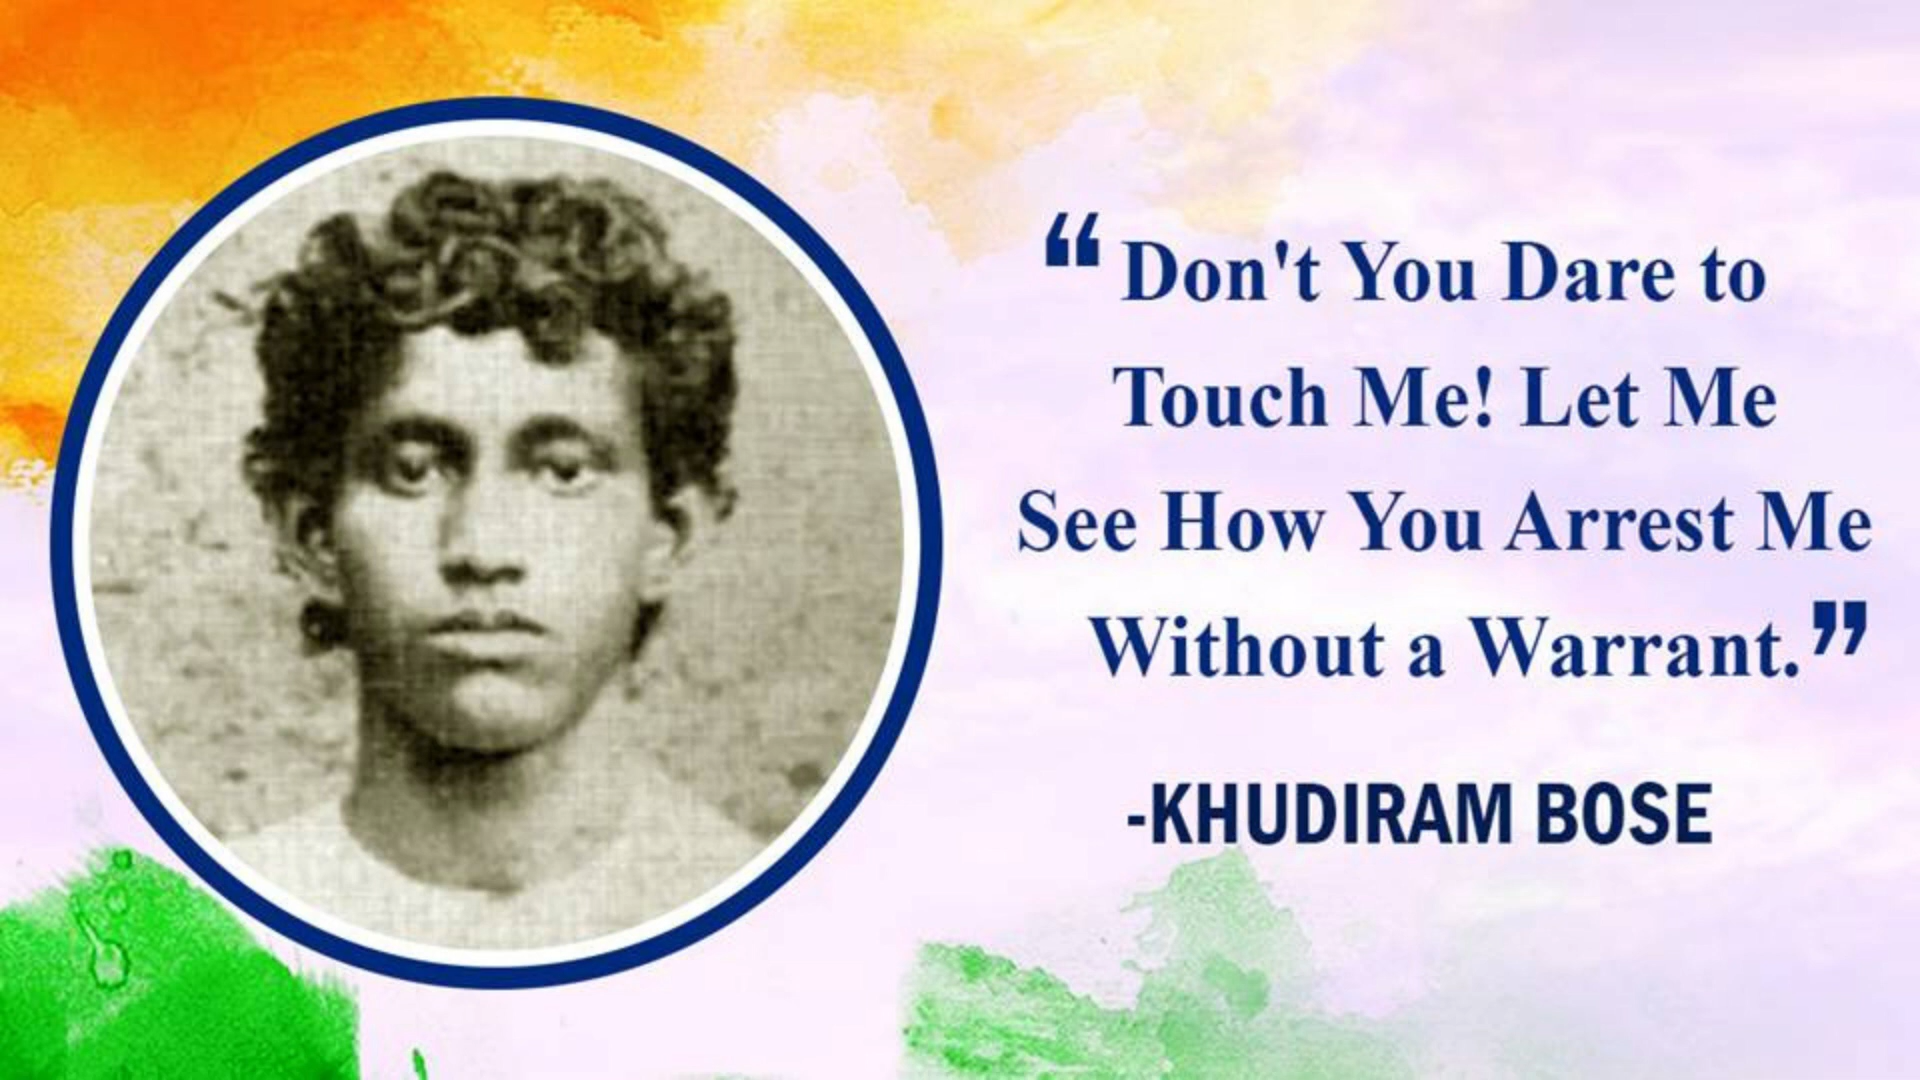 “Don't You Dare to
Touch Me! Let Me
See How You Arrest Me
Without a Warrant.”
-KHUDIRAM BOSE